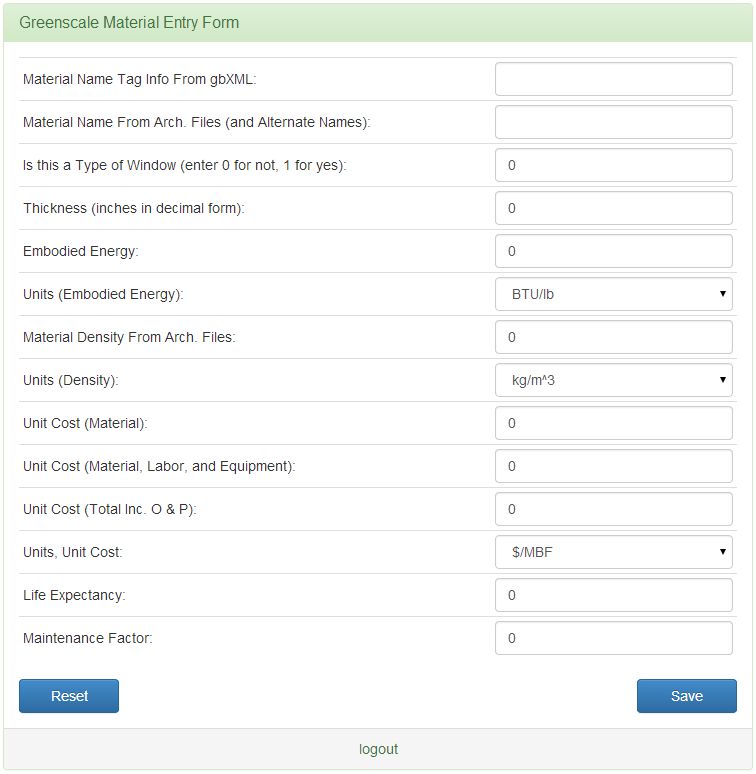 Greenscale Material Entry Form
Material Name Tag Info From gbXML:
Material Name From Arch. Files (and Alternate Names):
Is this a Type of Window (enter 0 for not, 1 for yes): 0
Thickness (inches in decimal form): 0
Embodied Energy: 0
Units (Embodied Energy): BTU/lb
Material Density From Arch. Files: 0
Units (Density): kg/m^3
Unit Cost (Material): 0
Unit Cost (Material, Labor, and Equipment): 0
Unit Cost (Total Inc. O & P): 0
Units, Unit Cost: $/MBF
Life Expectancy: 0
Maintenance Factor: 0
Reset Save
logout